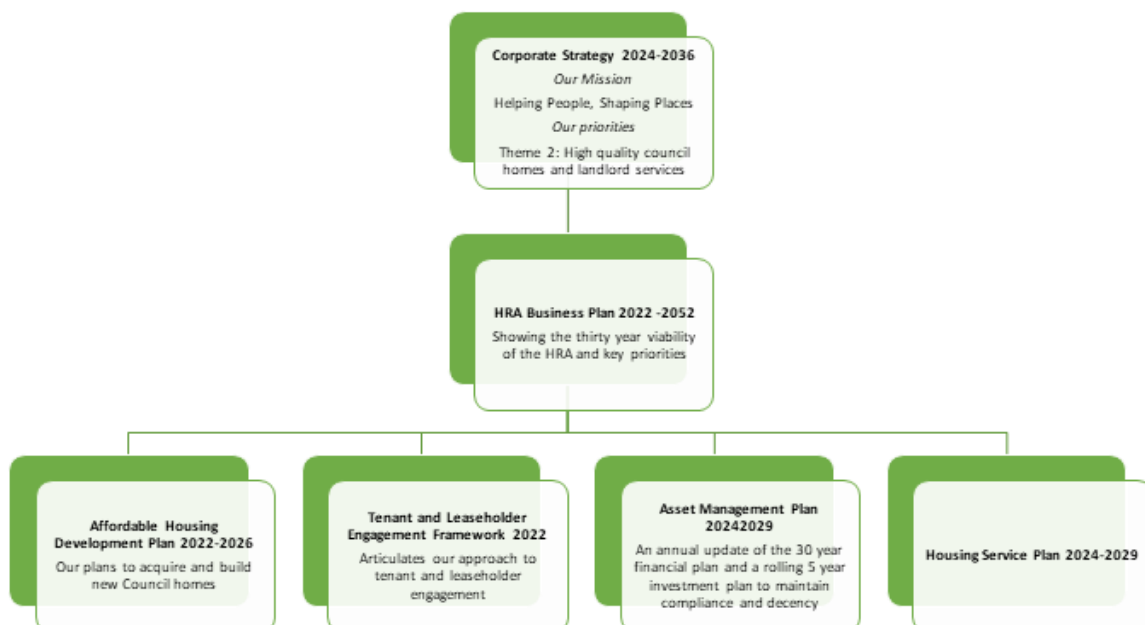 Corporate Strategy 2024-2036
Our Mission
Helping People, Shaping Places
Our priorities
Theme 2: High quality council
homes and landlord services
HRA Business Plan 2022 -2052
Showing the thirty year viability
of the HRA and key priorities
Affordable Housing
Development Plan 2022-2026
Our plans to acquire and build
new Council homes
Tenant and Leaseholder
Engagement Framework 2022
Articulates our approach to
tenant and leaseholder
engagement
Asset Management Plan
20242029
An annual update of the 30 year
financial plan and a rolling 5 year
investment plan to maintain
compliance and decency
Housing Service Plan 2024-2029